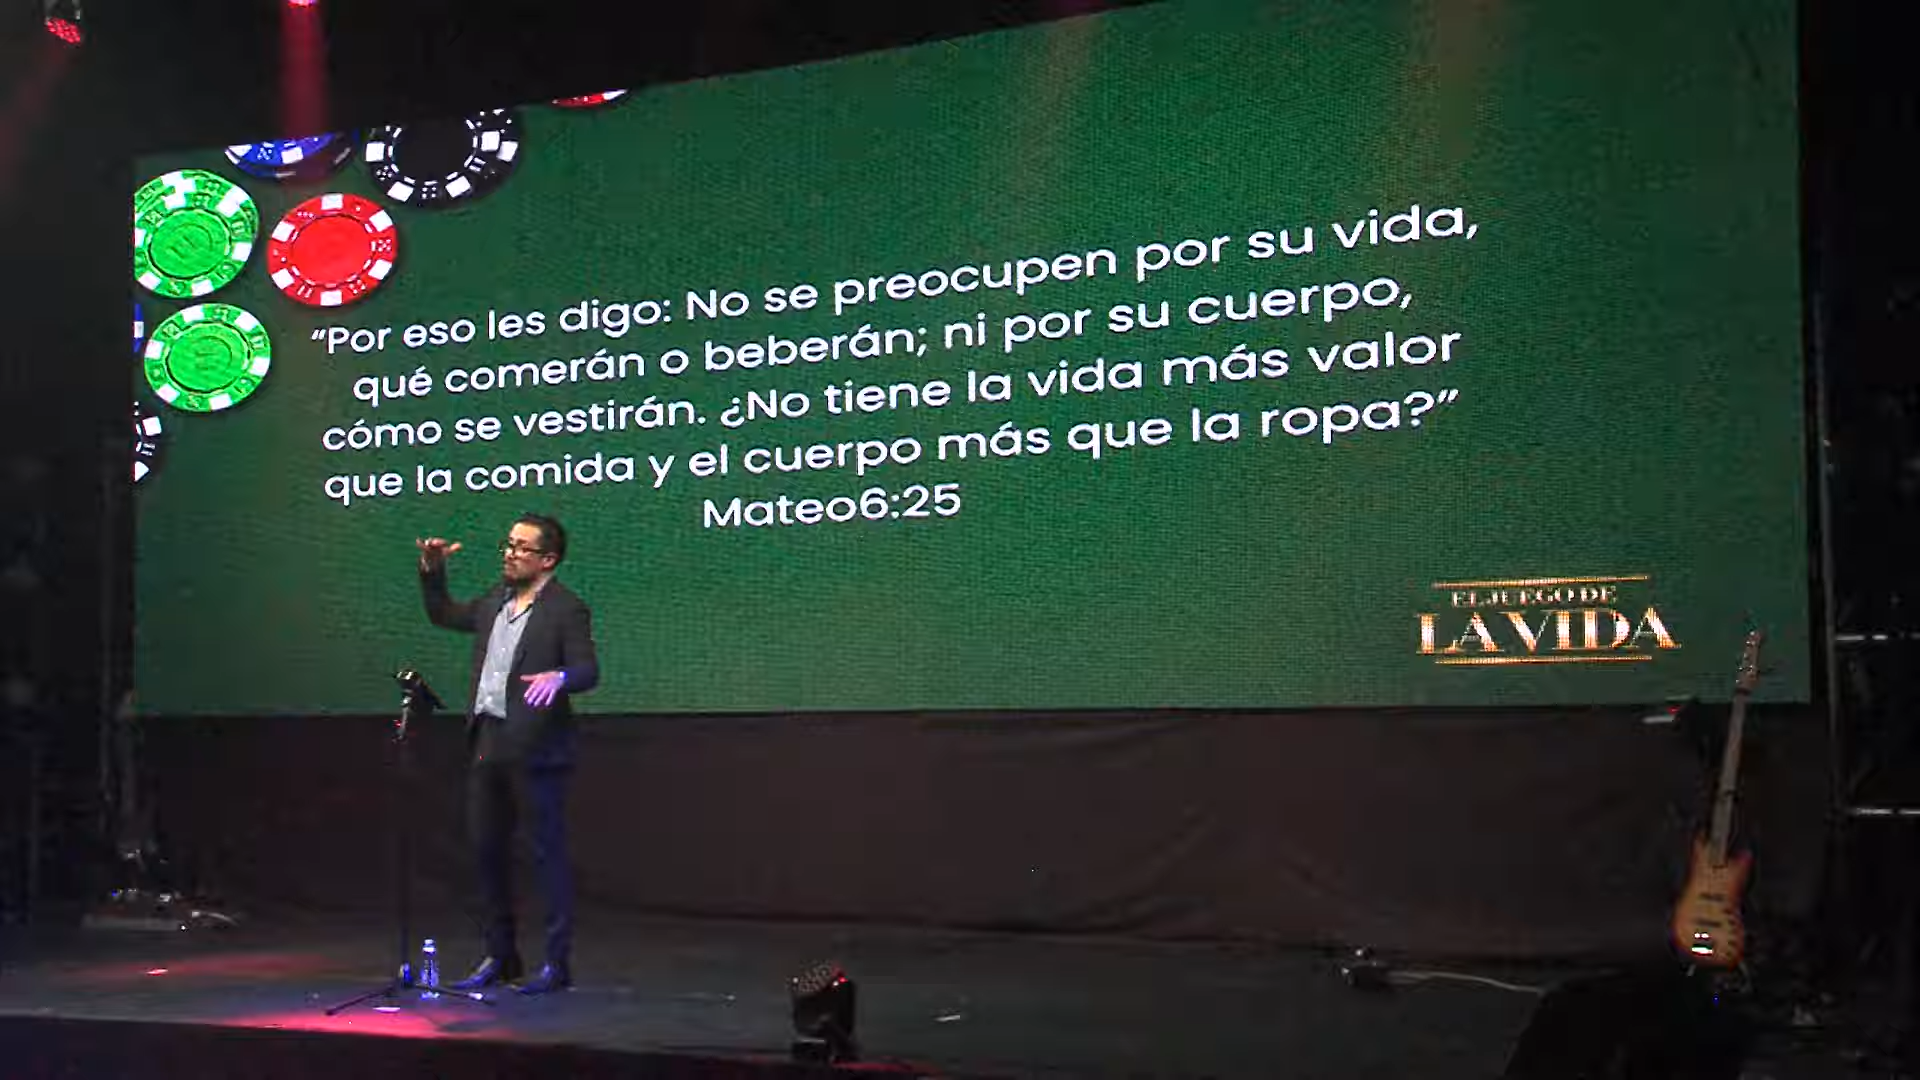 “Por eso les digo: No se preocupen por su vida,
qué comerán o beberán; ni por su cuerpo,
cómo se vestirán. ¿No tiene la vida más valor
que la comida y el cuerpo más que la ropa?”
Mateo6:25
EL JUEGO DE
LA VIDA